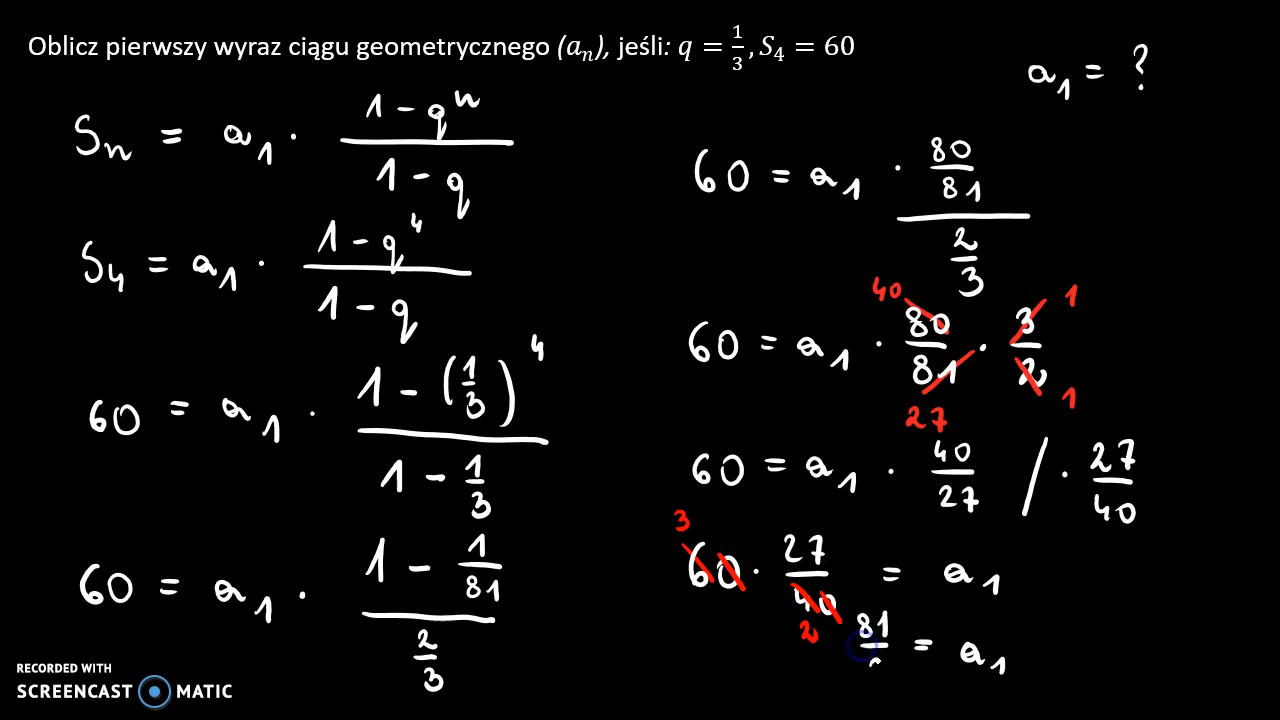 Oblicz pierwszy wyraz ciągu geometrycznego (aₙ), jeśli: q = 1/3, S₄ = 60
a₁ = ?
Sₙ = a₁ · (1 − qⁿ)/(1 − q)
S₄ = a₁ · (1 − q⁴)/(1 − q)
60 = a₁ · (1 − (1/3)⁴)/(1 − 1/3)
60 = a₁ · (1 − 1/81)/(2/3)
60 = a₁ · (80/81)/(2/3)
60 = a₁ · 80/81 · 3/2
40 1
27 1
60 = a₁ · 40/27 / · 27/40
3
60 · 27/40 = a₁
2
81/ = a₁
RECORDED WITH
SCREENCAST MATIC